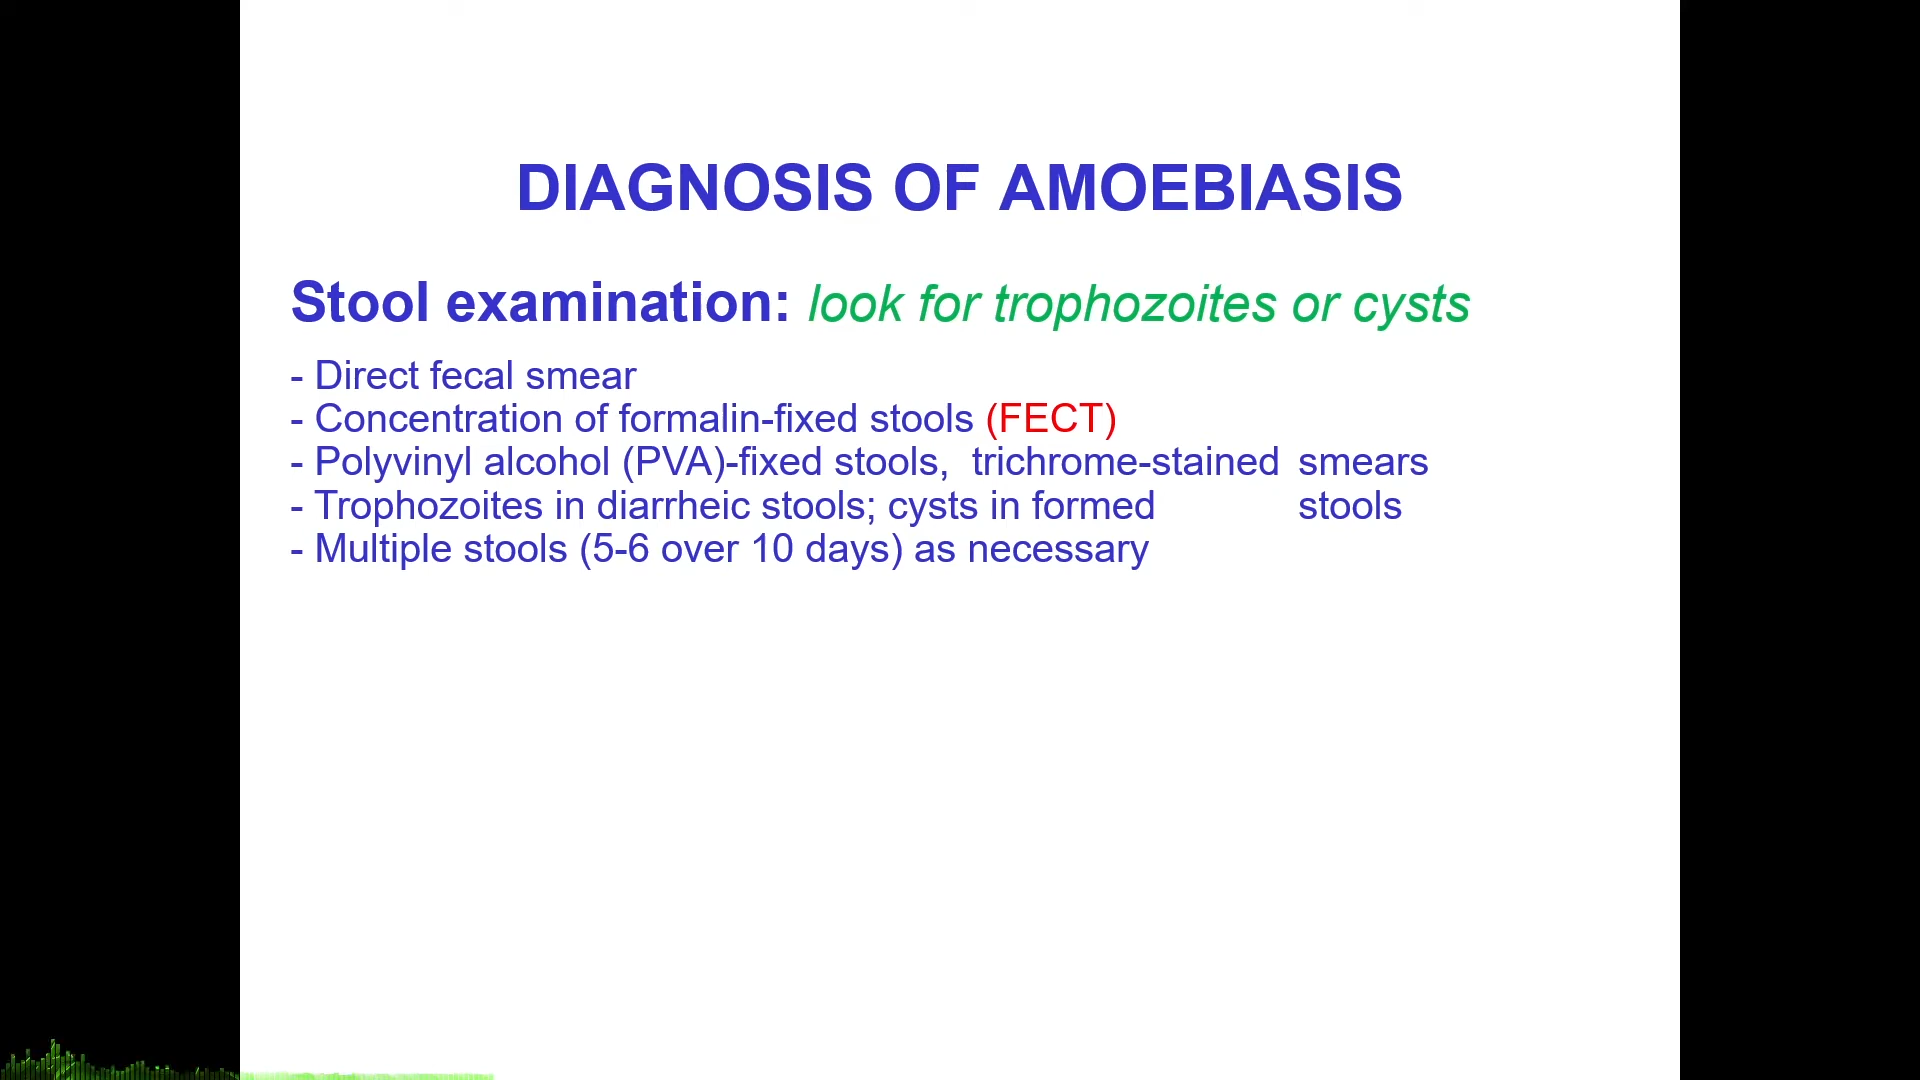 DIAGNOSIS OF AMOEBIASIS
Stool examination: look for trophozoites or cysts
- Direct fecal smear
- Concentration of formalin-fixed stools (FECT)
- Polyvinyl alcohol (PVA)-fixed stools, trichrome-stained smears
- Trophozoites in diarrheic stools; cysts in formed stools
- Multiple stools (5-6 over 10 days) as necessary